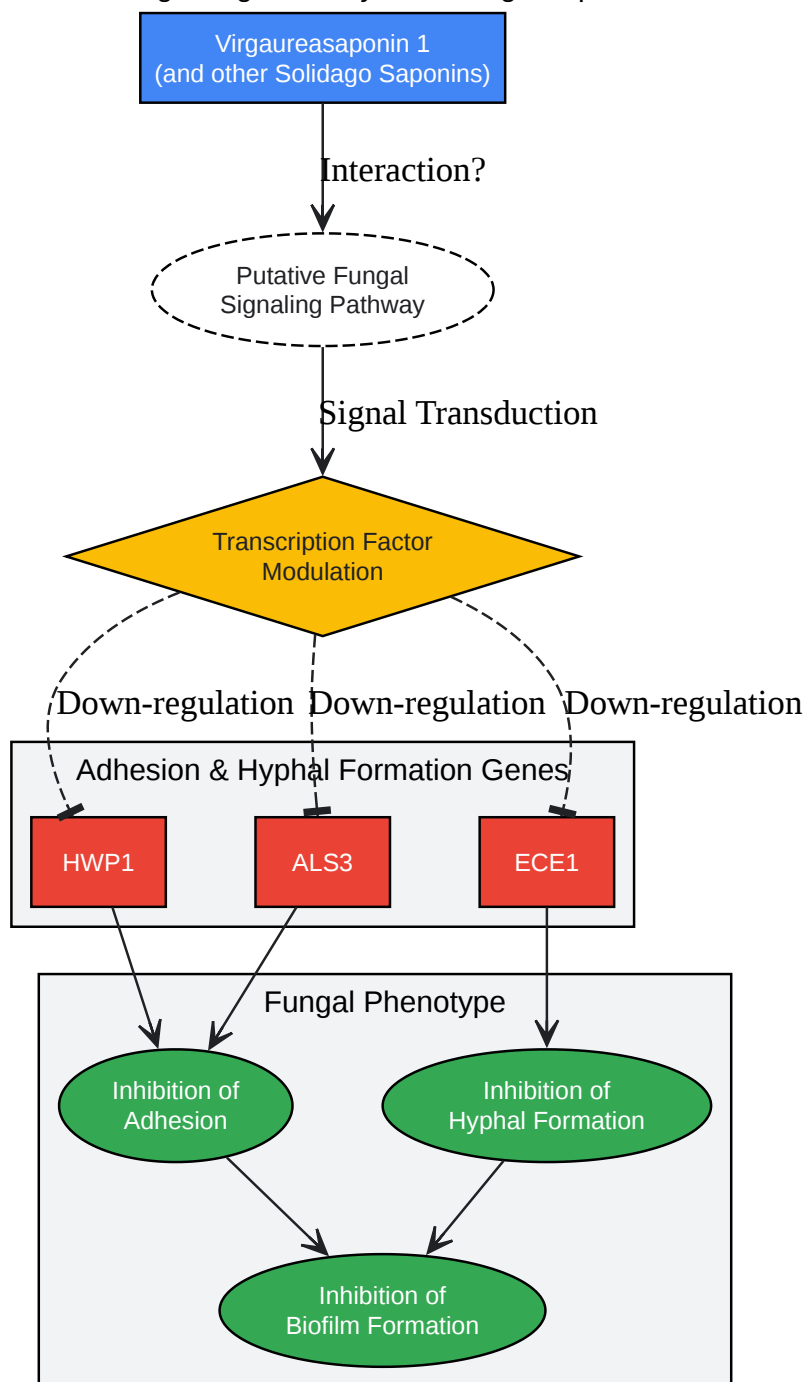 Virgaureasaponin 1
(and other Solidago Saponins)
Interaction?
Putative Fungal
Signaling Pathway
Signal Transduction
Transcription Factor
Modulation
Down-regulation
Down-regulation
Down-regulation
Adhesion & Hyphal Formation Genes
HWP1
ALS3
ECE1
Fungal Phenotype
Inhibition of
Adhesion
Inhibition of
Hyphal Formation
Inhibition of
Biofilm Formation